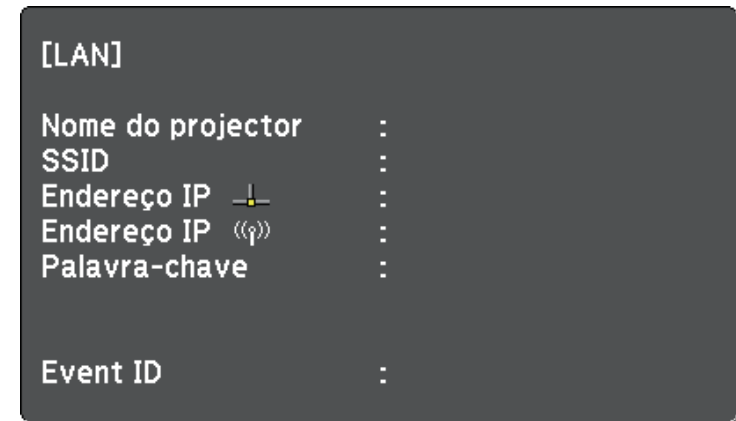 [LAN]
Nome do projector :
SSID :
Endereço IP :
Endereço IP :
Palavra-chave :
Event ID :